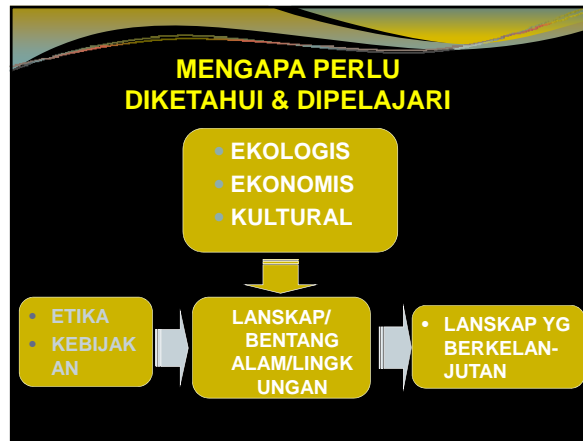 MENGAPA PERLU
DIKETAHUI & DIPELAJARI
• EKOLOGIS
• EKONOMIS
• KULTURAL
• ETIKA
• KEBIJAK
AN
LANSKAP/
BENTANG
ALAM/LINGK
UNGAN
• LANSKAP YG
BERKELAN-
JUTAN